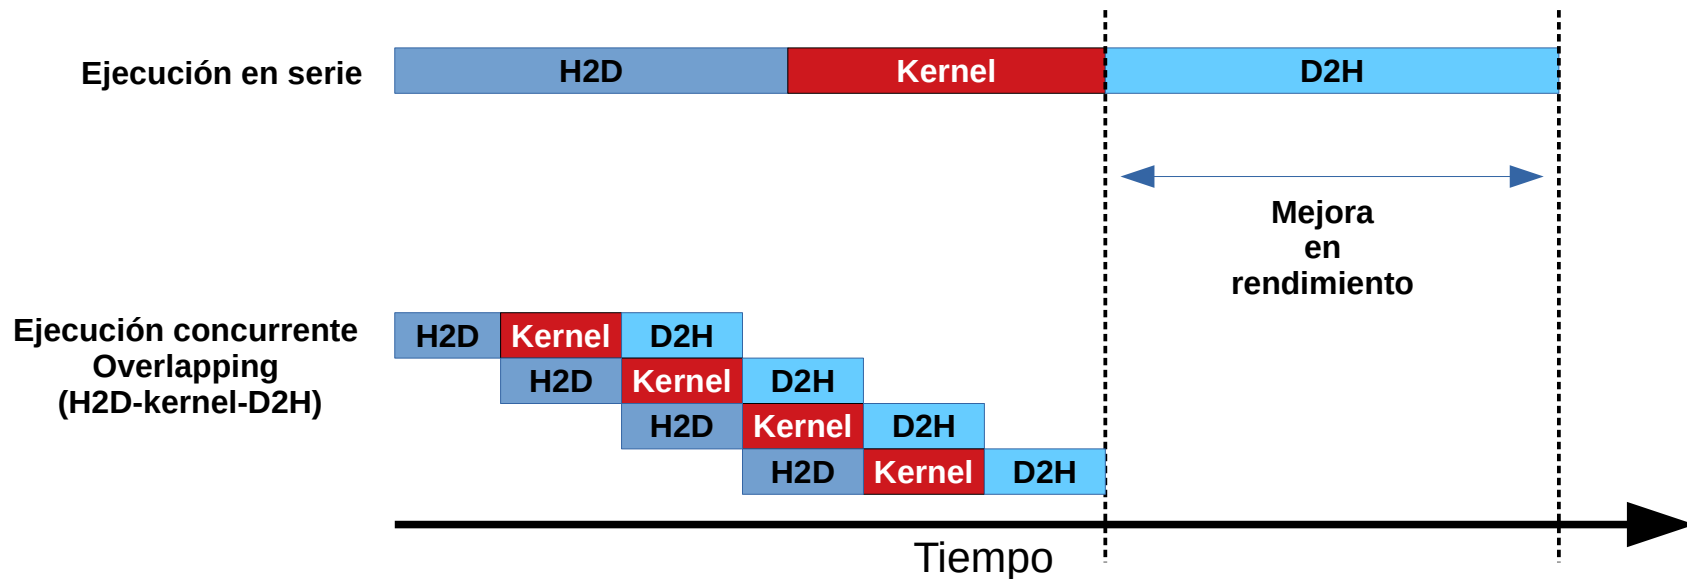 Ejecución en serie
H2D
Kernel
D2H
Mejora
en
rendimiento
Ejecución concurrente
Overlapping
(H2D-kernel-D2H)
H2D
Kernel
D2H
H2D
Kernel
D2H
H2D
Kernel
D2H
H2D
Kernel
D2H
Tiempo